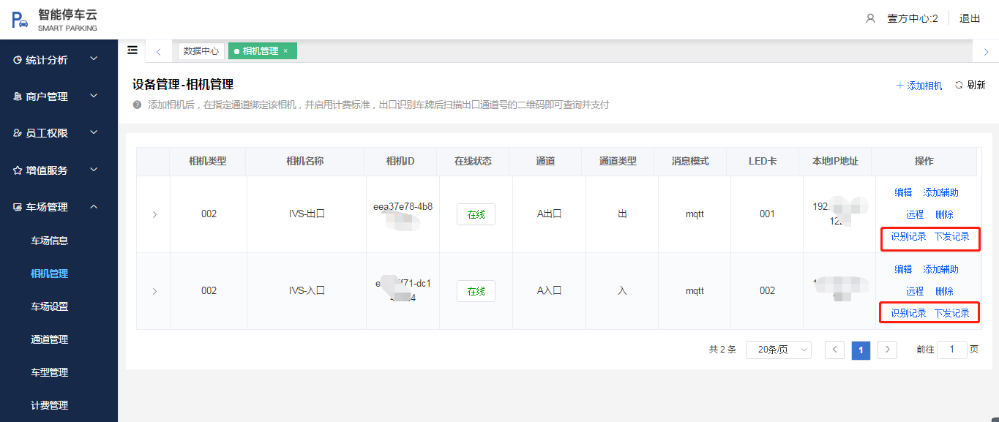 智能停车云
SMART PARKING
壹方中心:2 退出
统计分析
商户管理
员工权限
增值服务
车场管理
车场信息
相机管理
车场设置
通道管理
车型管理
计费管理
数据中心 相机管理 ×
设备管理-相机管理
+ 添加相机 刷新
添加相机后，在指定通道绑定该相机，并启用计费标准，出口识别车牌后扫描出口通道号的二维码即可查询并支付
相机类型 相机名称 相机ID 在线状态 通道 通道类型 消息模式 LED卡 本地IP地址 操作
002 IVS-出口 eea37e78-4b8 在线 A出口 出 mqtt 001 192.
编辑 添加辅助
远程 删除
识别记录 下发记录
002 IVS-入口 在线 A入口 入 mqtt 002
编辑 添加辅助
远程 删除
识别记录 下发记录
共 2 条 20条/页 1 前往 1 页